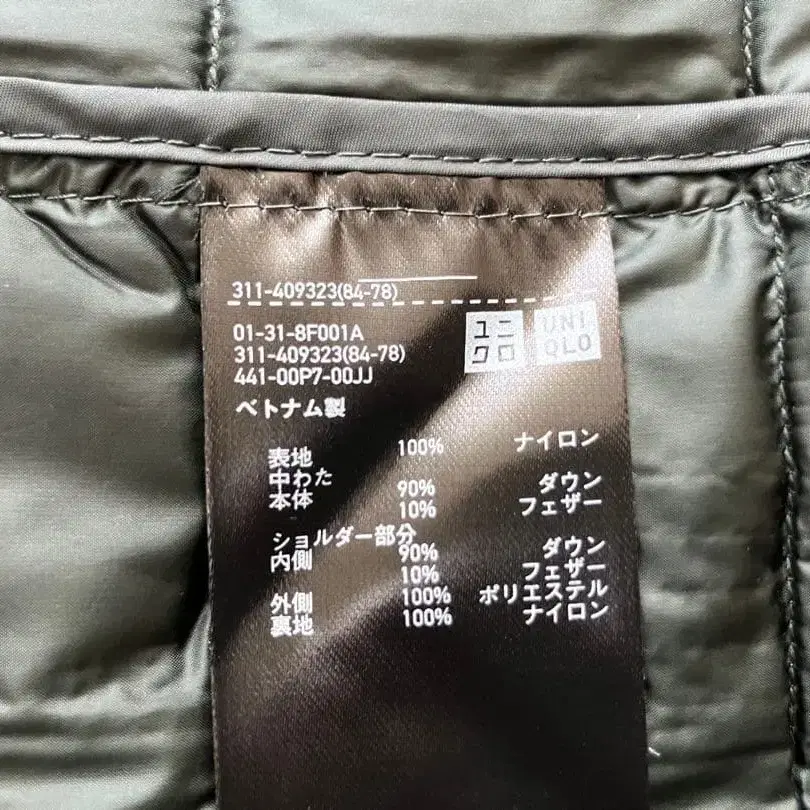 311-409323(84-78)
01-31-8F001A
311-409323(84-78)
441-00P7-00JJ
ユニ
クロ
UNI
QLO
ベトナム製
表地 100% ナイロン
中わた
本体 90% ダウン
10% フェザー
ショルダー部分
内側 90% ダウン
10% フェザー
外側 100% ポリエステル
裏地 100% ナイロン